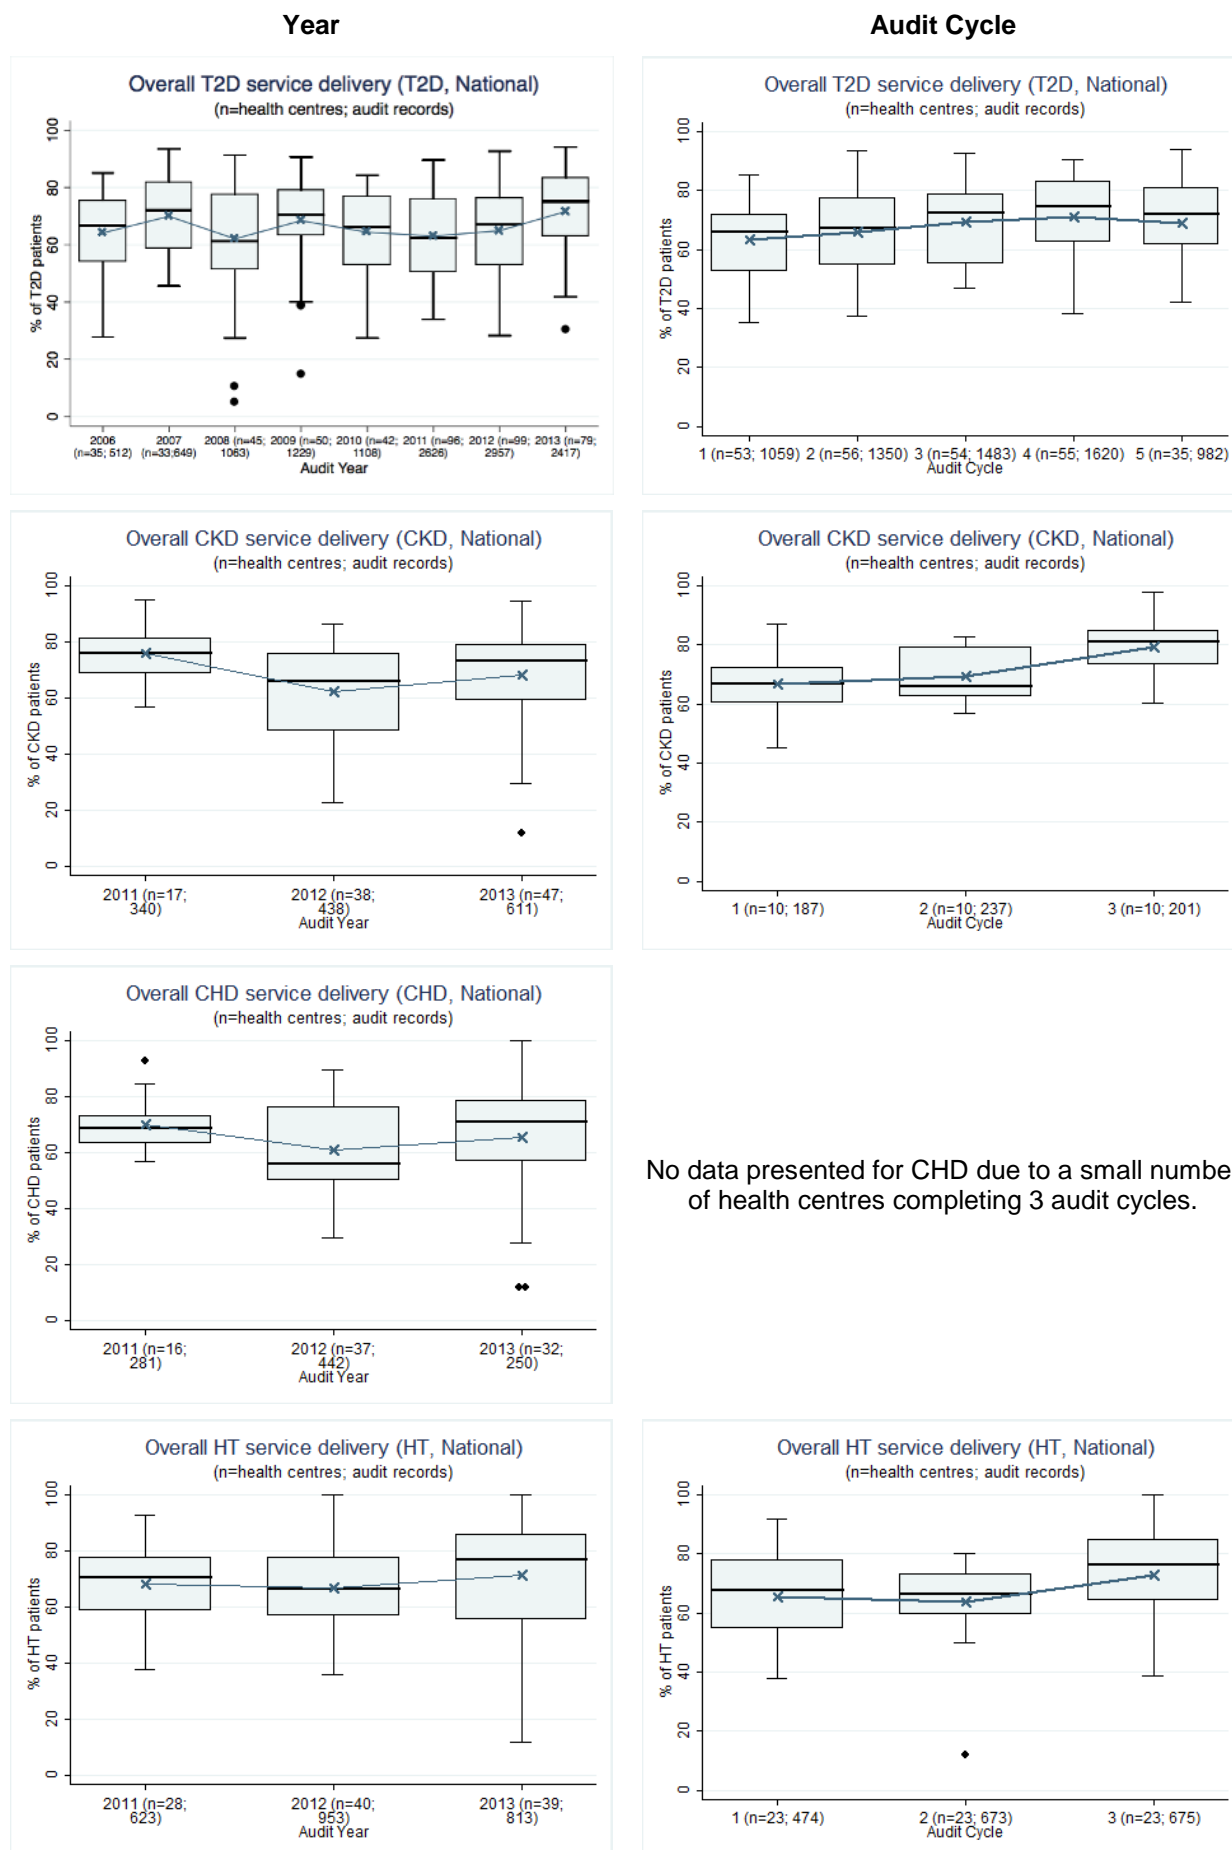 Year
Audit Cycle
Overall T2D service delivery (T2D, National)
(n=health centres; audit records)
% of T2D patients
100
80
60
40
20
0
2006 2007 2008 (n=45; 2009 (n=50; 2010 (n=42; 2011 (n=96; 2012 (n=99; 2013 (n=79;
(n=35; 512) (n=33;649) 1063) 1229) 1108) 2626) 2957) 2417)
Audit Year
Overall T2D service delivery (T2D, National)
(n=health centres; audit records)
% of T2D patients
100
80
60
40
20
0
1 (n=53; 1059) 2 (n=56; 1350) 3 (n=54; 1483) 4 (n=55; 1620) 5 (n=35; 982)
Audit Cycle
Overall CKD service delivery (CKD, National)
(n=health centres; audit records)
% of CKD patients
100
80
60
40
20
0
2011 (n=17; 2012 (n=38; 2013 (n=47;
340) 438) 611)
Audit Year
Overall CKD service delivery (CKD, National)
(n=health centres; audit records)
% of CKD patients
100
80
60
40
20
0
1 (n=10; 187) 2 (n=10; 237) 3 (n=10; 201)
Audit Cycle
Overall CHD service delivery (CHD, National)
(n=health centres; audit records)
% of CHD patients
100
80
60
40
20
0
2011 (n=16; 2012 (n=37; 2013 (n=32;
281) 442) 250)
Audit Year
No data presented for CHD due to a small numbe
of health centres completing 3 audit cycles.
Overall HT service delivery (HT, National)
(n=health centres; audit records)
% of HT patients
100
80
60
40
20
0
2011 (n=28; 2012 (n=40; 2013 (n=39;
623) 953) 813)
Audit Year
Overall HT service delivery (HT, National)
(n=health centres; audit records)
% of HT patients
100
80
60
40
20
0
1 (n=23; 474) 2 (n=23; 673) 3 (n=23; 675)
Audit Cycle